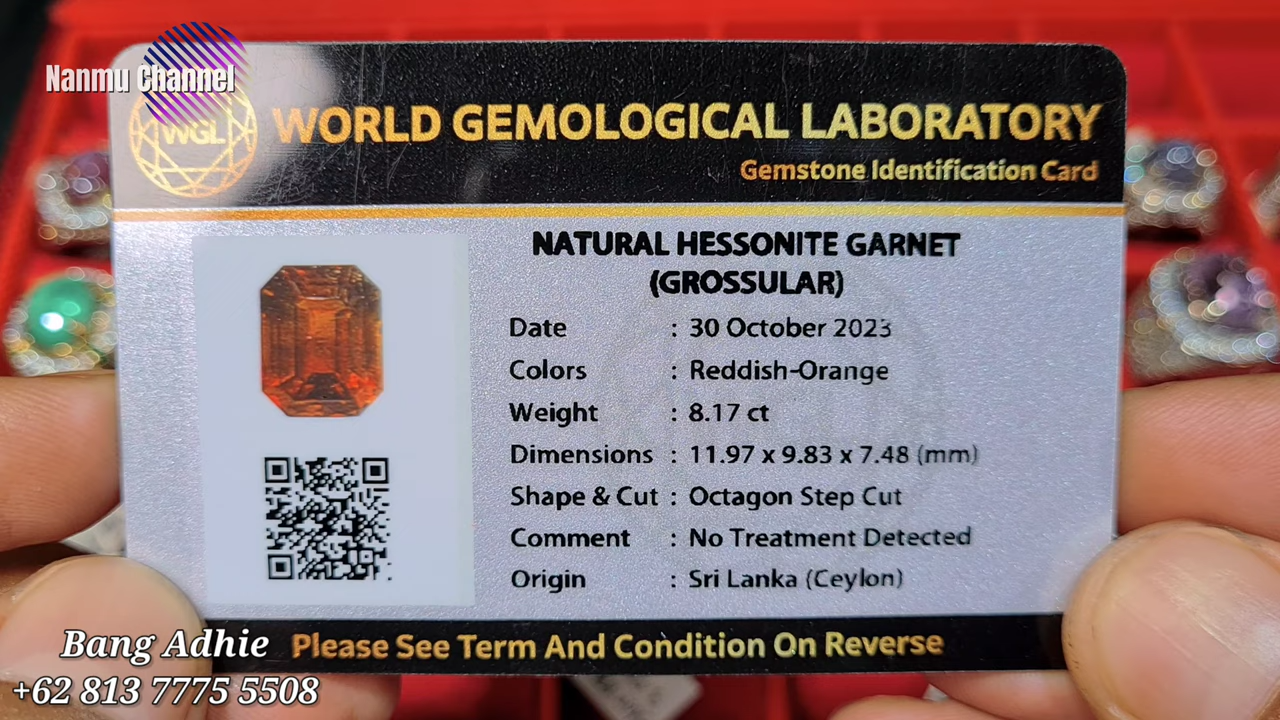 Nanmu Channel
WGL
WORLD GEMOLOGICAL LABORATORY
Gemstone Identification Card
NATURAL HESSONITE GARNET
(GROSSULAR)
Date : 30 October 2023
Colors : Reddish-Orange
Weight : 8.17 ct
Dimensions : 11.97 x 9.83 x 7.48 (mm)
Shape & Cut : Octagon Step Cut
Comment : No Treatment Detected
Origin : Sri Lanka (Ceylon)
Please See Term And Condition On Reverse
Bang Adhie
+62 813 7775 5508